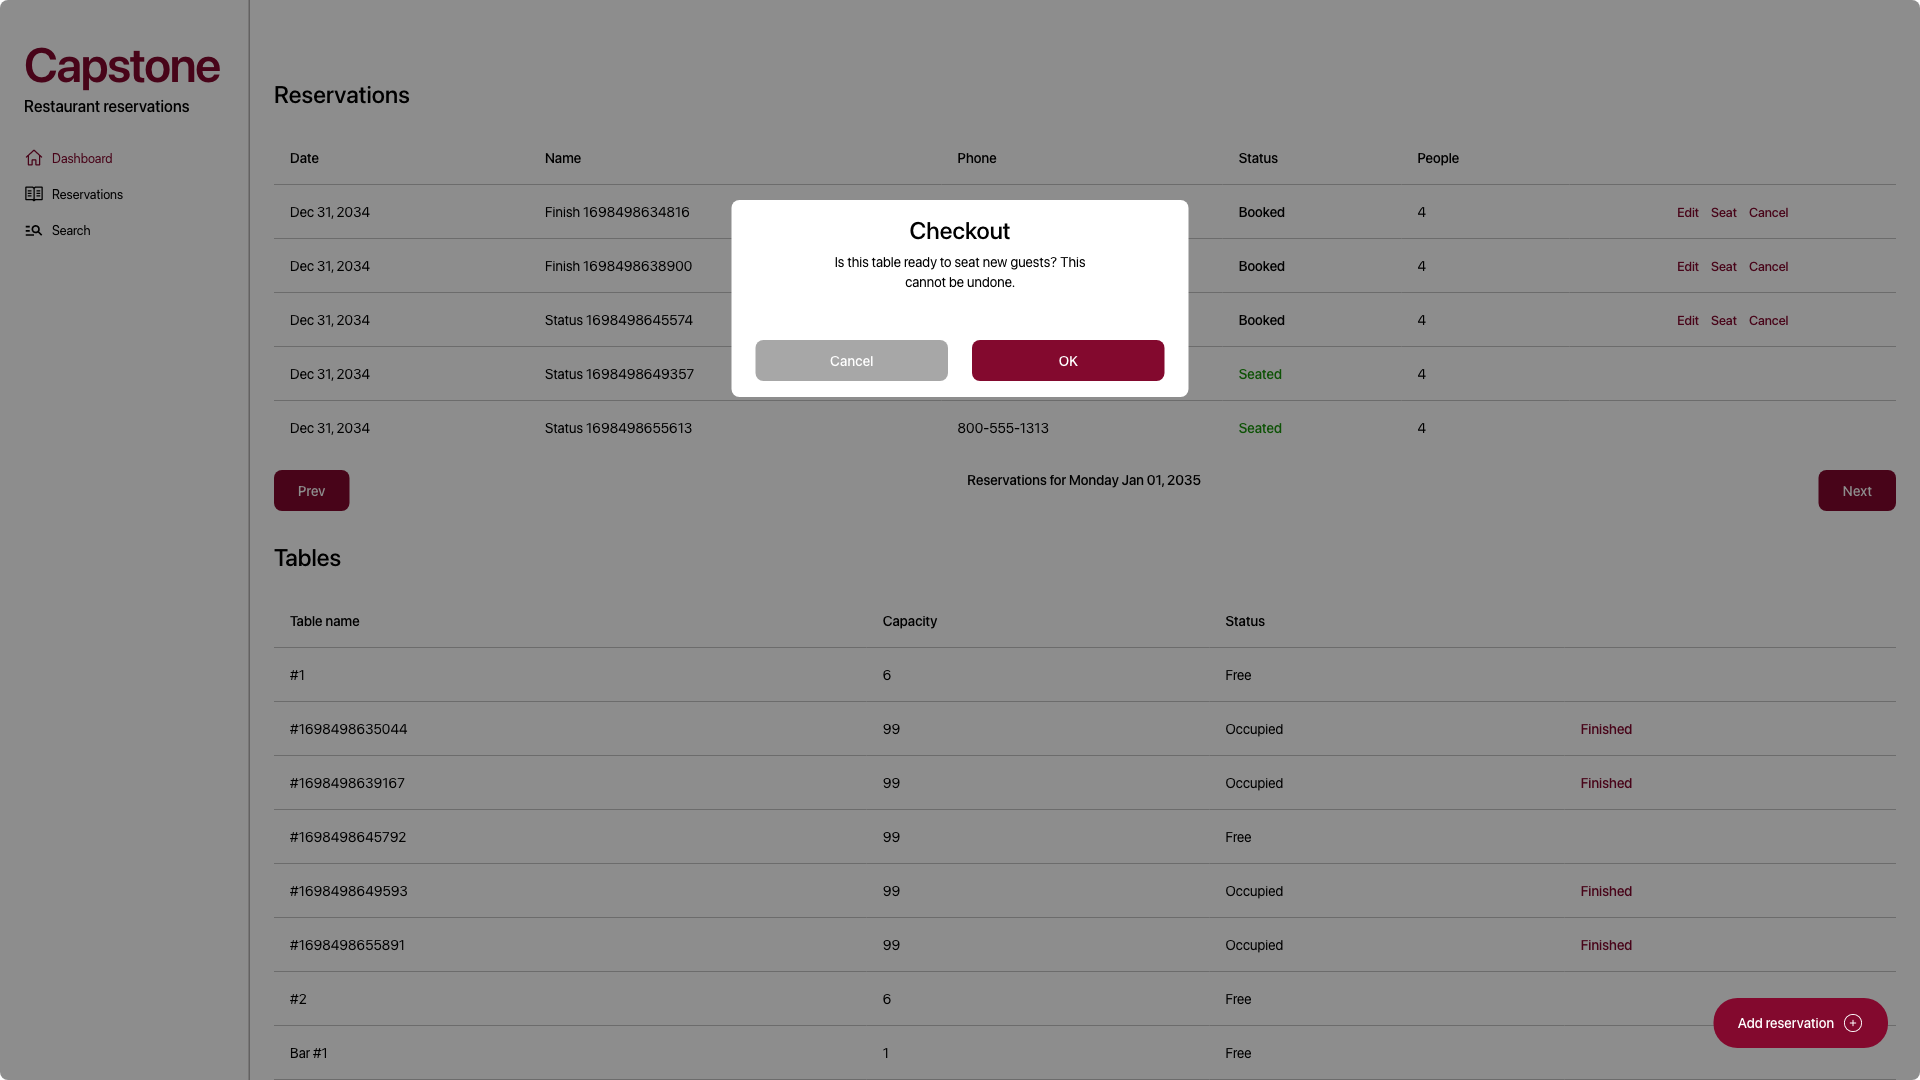 Capstone
Restaurant reservations
Dashboard
Reservations
Search
Reservations
Date Name Phone Status People
Dec 31, 2034 Finish 1698498634816 Booked 4 Edit Seat Cancel
Dec 31, 2034 Finish 1698498638900 Booked 4 Edit Seat Cancel
Dec 31, 2034 Status 1698498645574 Booked 4 Edit Seat Cancel
Dec 31, 2034 Status 1698498649357 Seated 4
Dec 31, 2034 Status 1698498655613 800-555-1313 Seated 4
Checkout
Is this table ready to seat new guests? This
cannot be undone.
Cancel OK
Prev Reservations for Monday Jan 01, 2035 Next
Tables
Table name Capacity Status
#1 6 Free
#1698498635044 99 Occupied Finished
#1698498639167 99 Occupied Finished
#1698498645792 99 Free
#1698498649593 99 Occupied Finished
#1698498655891 99 Occupied Finished
#2 6 Free
Bar #1 1 Free
Add reservation